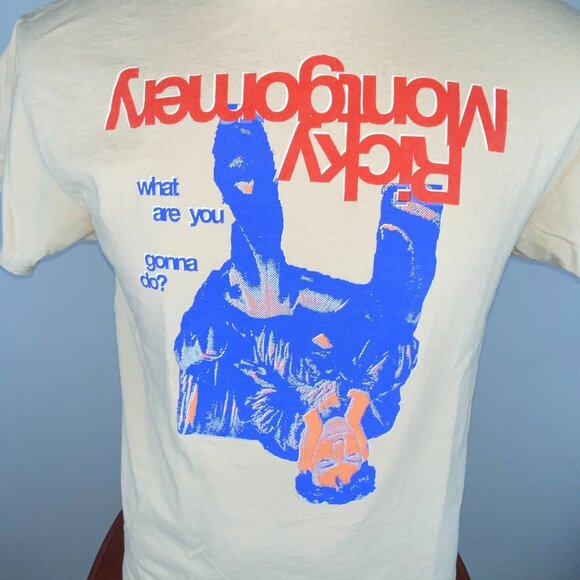 Ricky
Montgomery
what
are you
gonna
do?